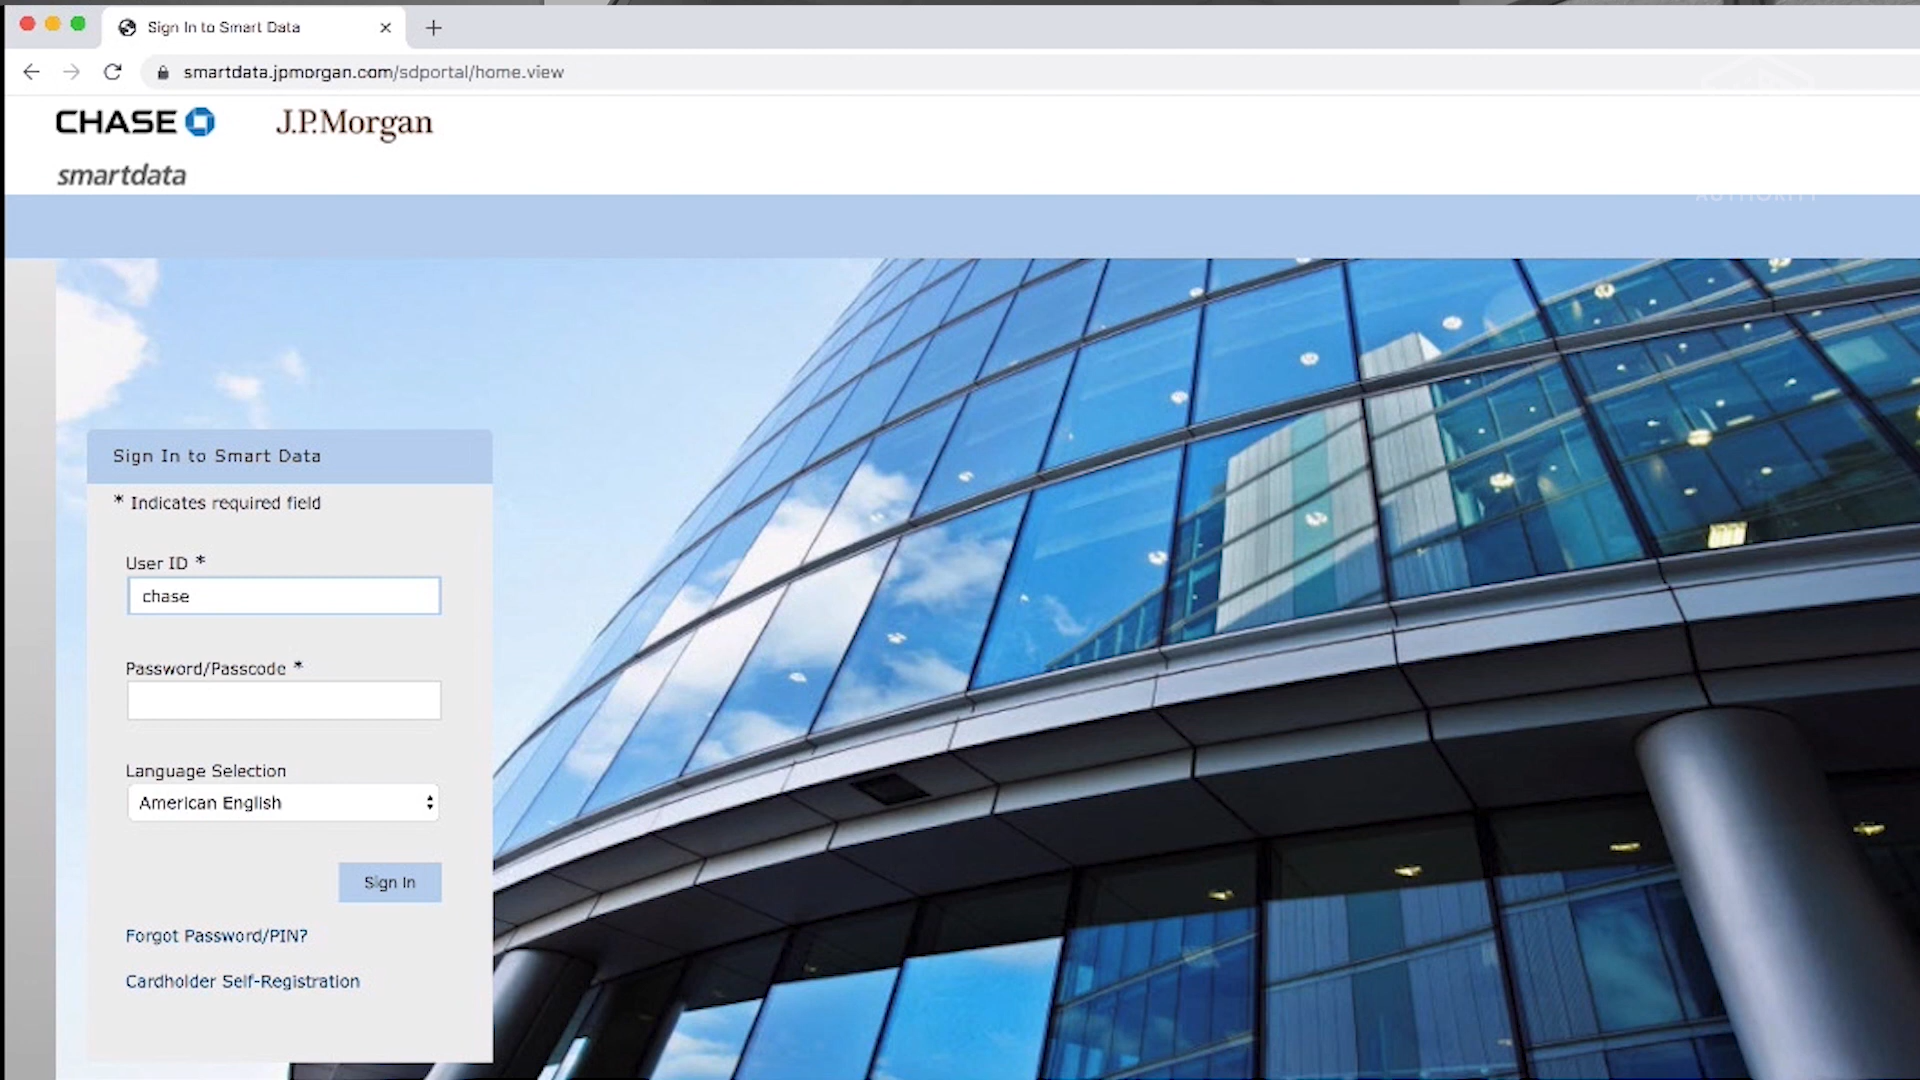 Sign In to Smart Data
smartdata.jpmorgan.com/sdportal/home.view
CHASE
J.P.Morgan
smartdata
AUTHORITY
Sign In to Smart Data
* Indicates required field
User ID *
chase
Password/Passcode *
Language Selection
American English
Sign In
Forgot Password/PIN?
Cardholder Self-Registration